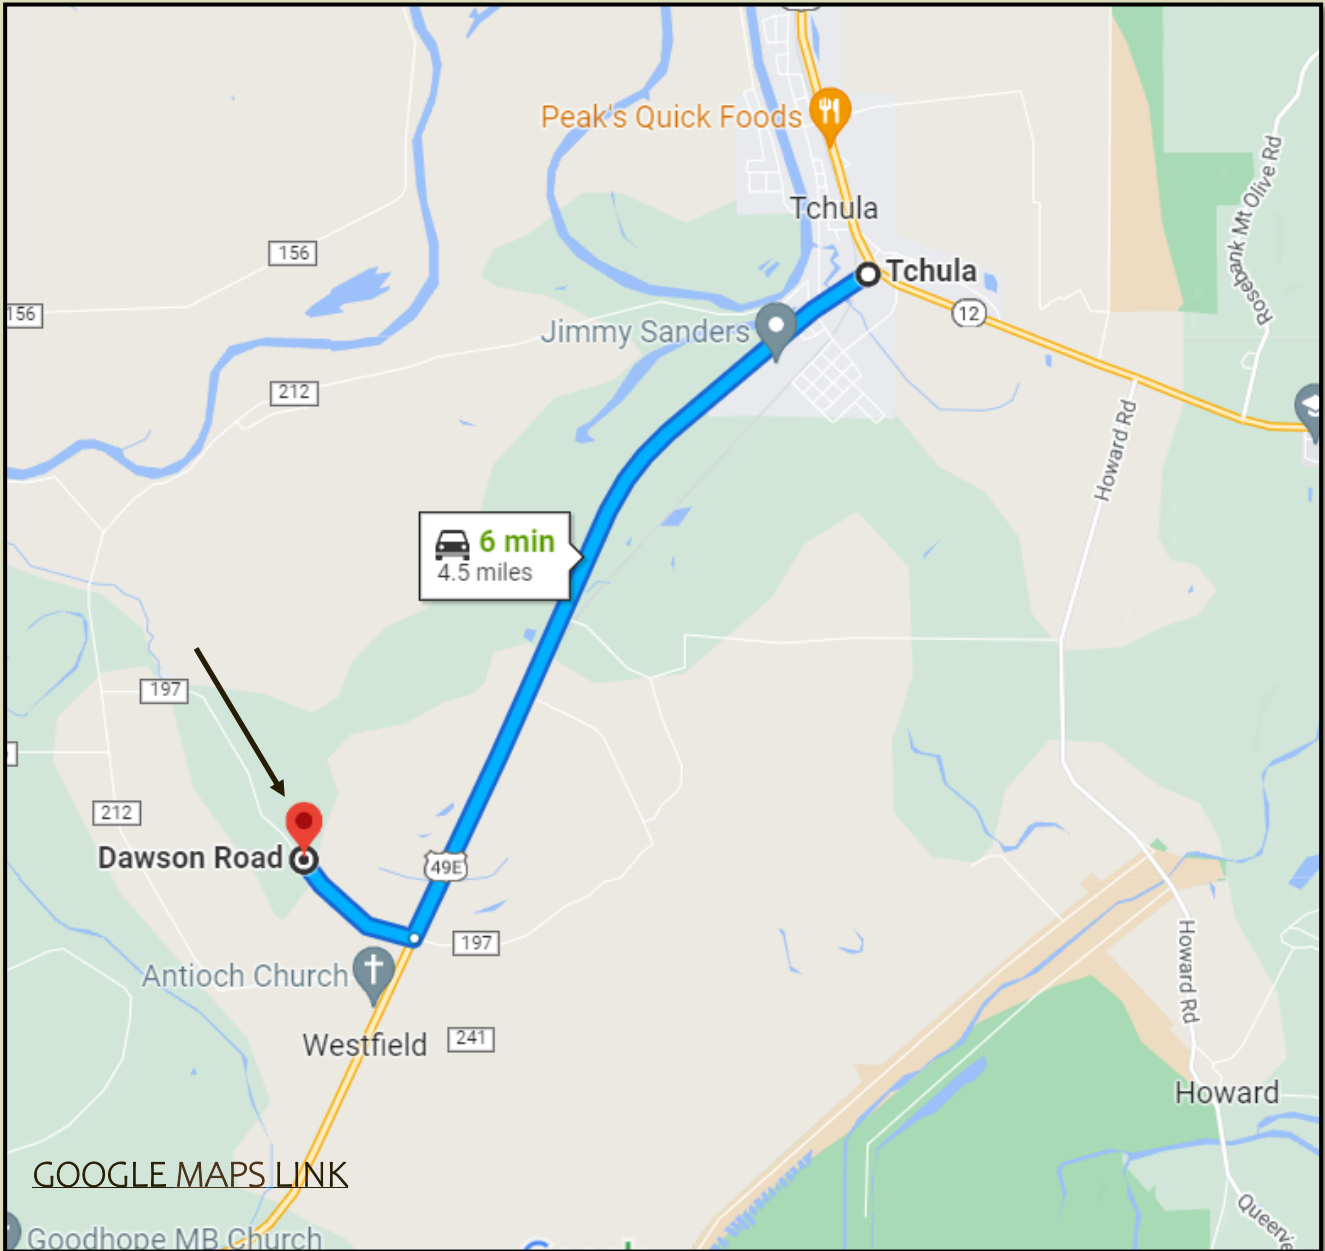 Peak's Quick Foods
Tchula
Tchula
Rosebank Mt Olive Rd
156
156
12
Jimmy Sanders
212
Howard Rd
6 min
4.5 miles
197
212
Dawson Road
49E
197
Antioch Church
Westfield
241
Howard Rd
Howard
GOOGLE MAPS LINK
Goodhope MB Church